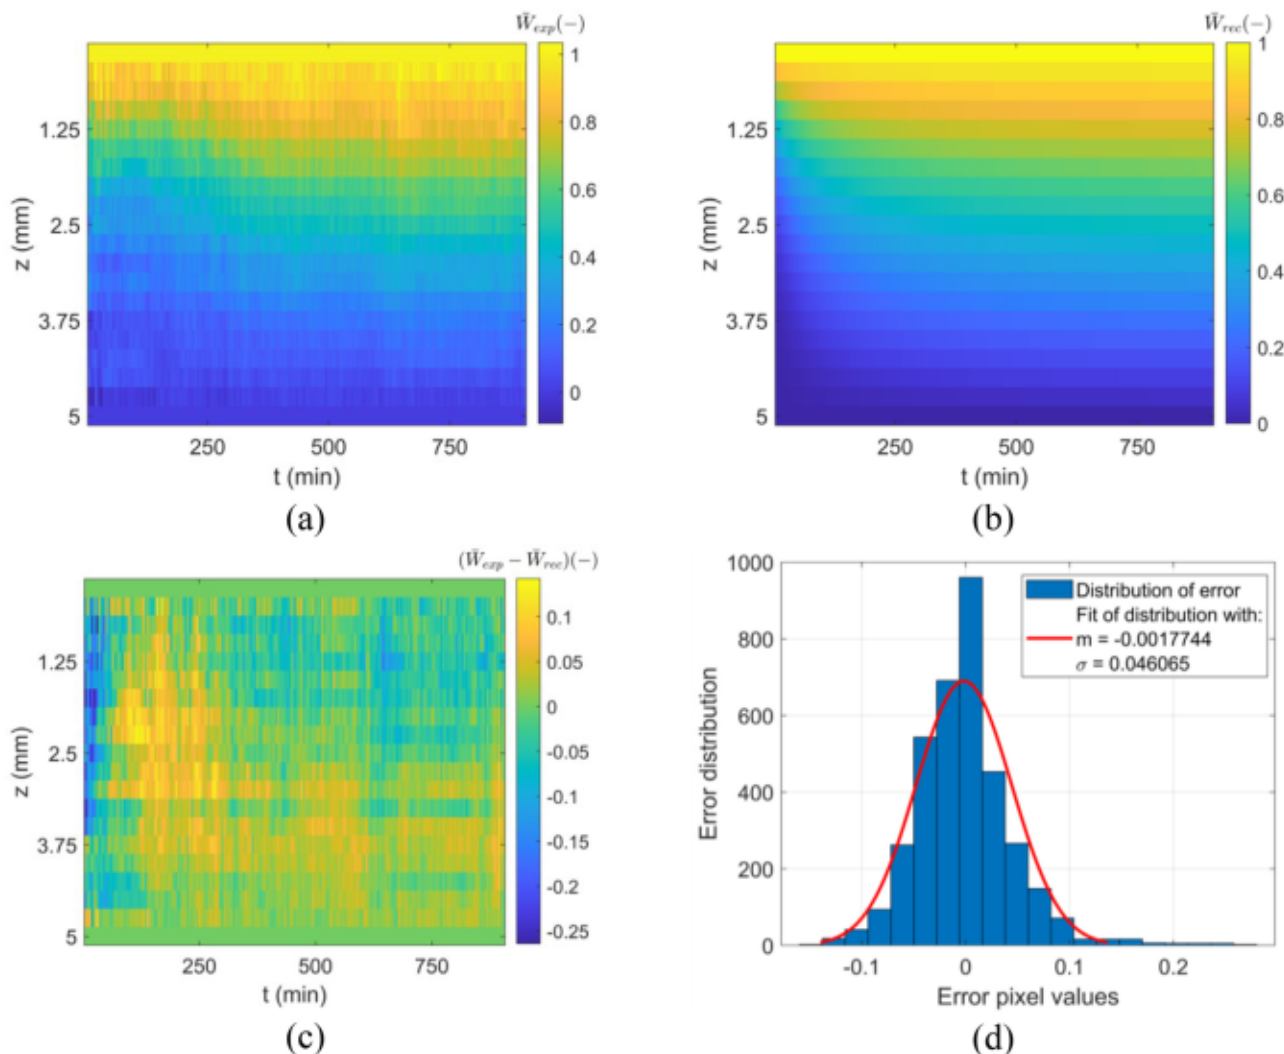 W̄exp(−)
1
0.8
0.6
0.4
0.2
0
1.25
2.5
3.75
5
z (mm)
250 500 750
t (min)
(a)
W̄rec(−)
1
0.8
0.6
0.4
0.2
0
1.25
2.5
3.75
5
z (mm)
250 500 750
t (min)
(b)
(W̄exp − W̄rec)(−)
0.1
0.05
0
-0.05
-0.1
-0.15
-0.2
-0.25
1.25
2.5
3.75
5
z (mm)
250 500 750
t (min)
(c)
1000
800
600
400
200
0
Error distribution
Distribution of error
Fit of distribution with:
m = -0.0017744
σ = 0.046065
-0.1 0 0.1 0.2
Error pixel values
(d)